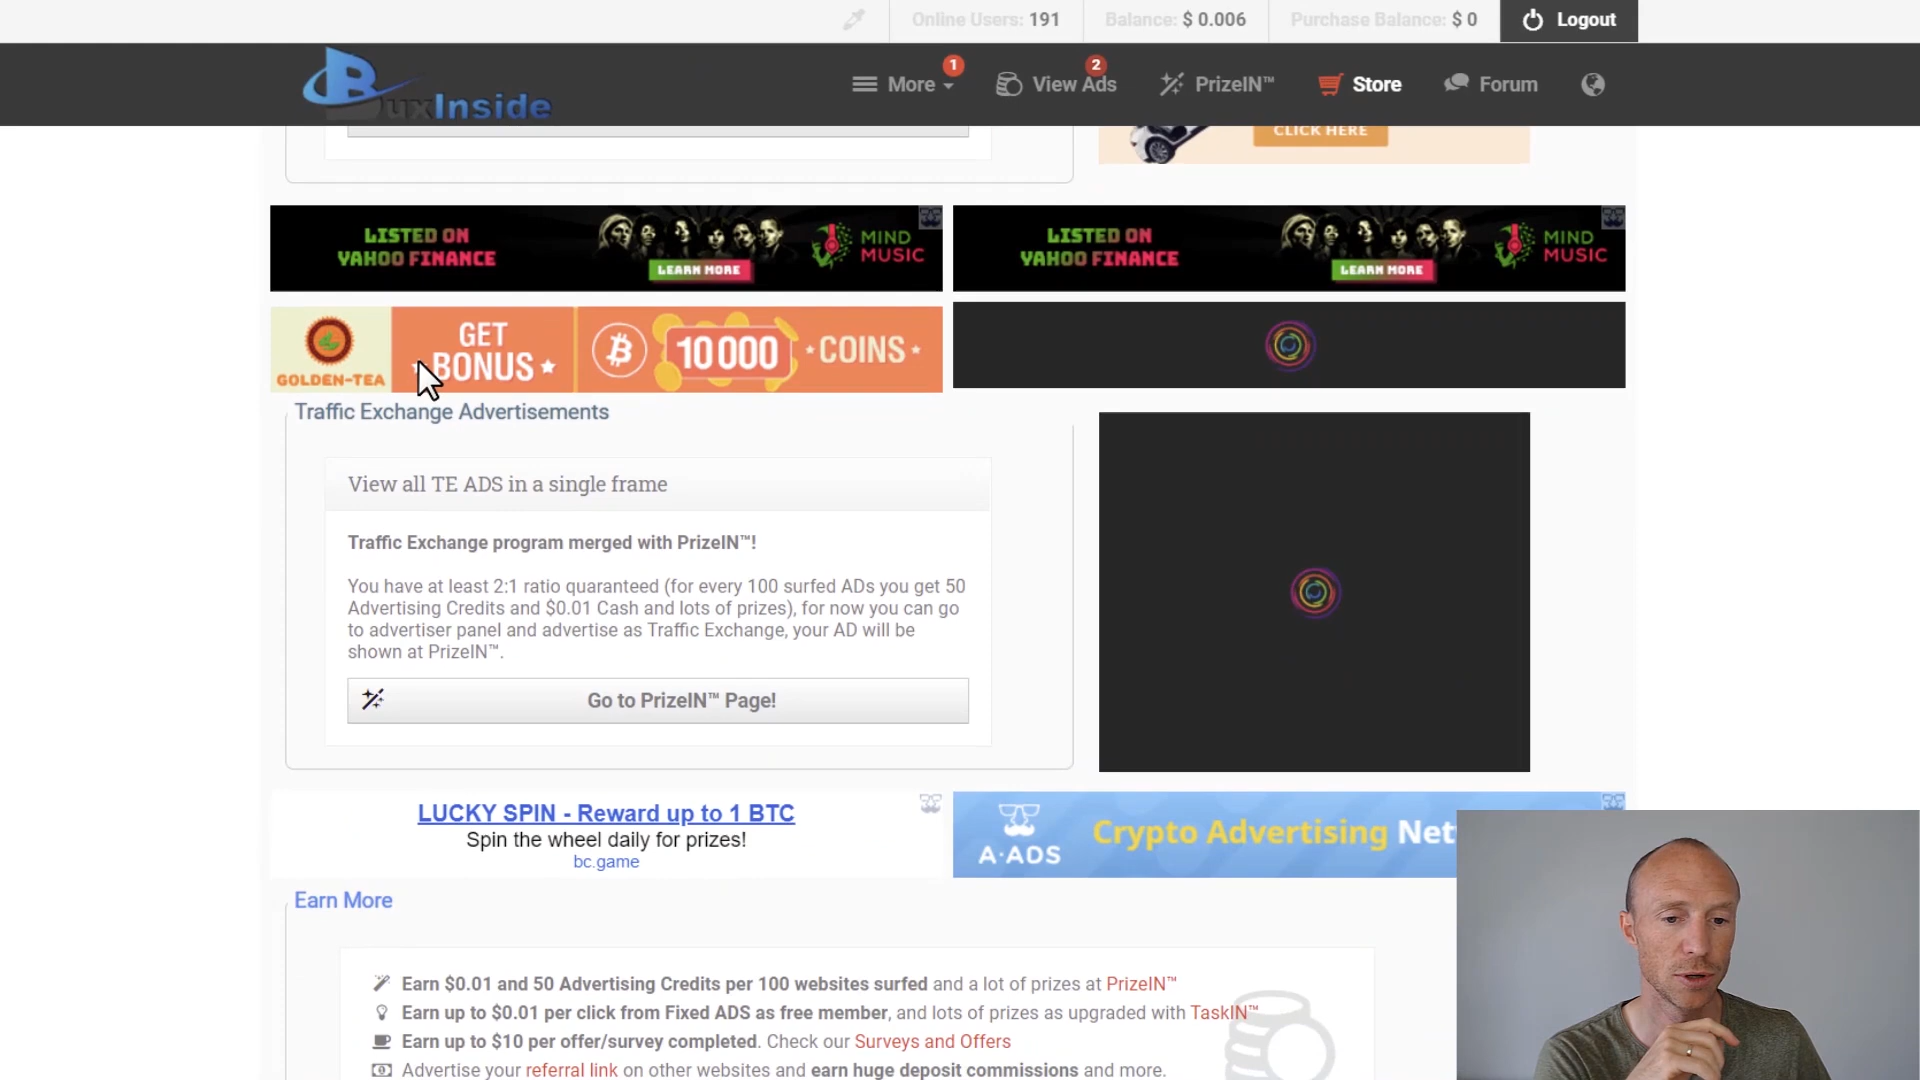 Online Users: 191
Balance: $ 0.006
Purchase Balance: $ 0
Logout
BuxInside
More
1
View Ads
2
PrizeIN™
Store
Forum
CLICK HERE
LISTED ON
YAHOO FINANCE
LEARN MORE
MIND
MUSIC
LISTED ON
YAHOO FINANCE
LEARN MORE
MIND
MUSIC
GOLDEN-TEA
GET
BONUS
10 000
COINS
Traffic Exchange Advertisements
View all TE ADS in a single frame
Traffic Exchange program merged with PrizeIN™!
You have at least 2:1 ratio quaranteed (for every 100 surfed ADs you get 50
Advertising Credits and $0.01 Cash and lots of prizes), for now you can go
to advertiser panel and advertise as Traffic Exchange, your AD will be
shown at PrizeIN™.
Go to PrizeIN™ Page!
LUCKY SPIN - Reward up to 1 BTC
Spin the wheel daily for prizes!
bc.game
A-ADS
Crypto Advertising Net
Earn More
Earn $0.01 and 50 Advertising Credits per 100 websites surfed and a lot of prizes at PrizeIN™
Earn up to $0.01 per click from Fixed ADS as free member, and lots of prizes as upgraded with TaskIN™
Earn up to $10 per offer/survey completed. Check our Surveys and Offers
Advertise your referral link on other websites and earn huge deposit commissions and more.